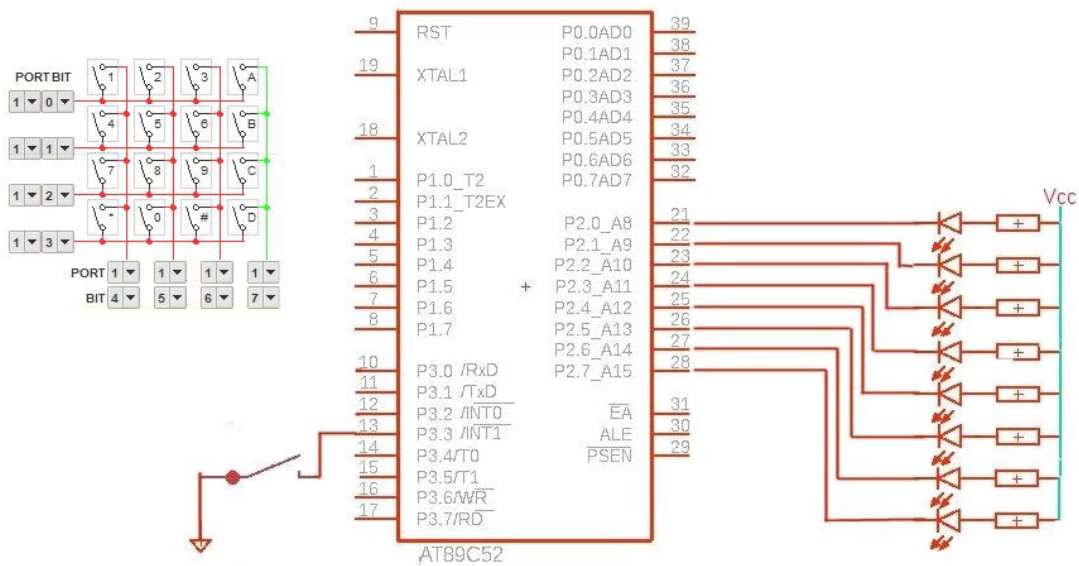 PORT BIT
1 0
1 2 3 A
1 1
4 5 6 B
1 2
7 8 9 C
1 3
* 0 # D
PORT 1 1 1 1
BIT 4 5 6 7
9 RST
19 XTAL1
18 XTAL2
1 P1.0_T2
2 P1.1_T2EX
3 P1.2
4 P1.3
5 P1.4
6 P1.5
7 P1.6
8 P1.7
10 P3.0 /RxD
11 P3.1 /TxD
12 P3.2 /INT0
13 P3.3 /INT1
14 P3.4/T0
15 P3.5/T1
16 P3.6/WR
17 P3.7/RD
P0.0AD0 39
P0.1AD1 38
P0.2AD2 37
P0.3AD3 36
P0.4AD4 35
P0.5AD5 34
P0.6AD6 33
P0.7AD7 32
P2.0_A8 21
P2.1_A9 22
P2.2_A10 23
P2.3_A11 24
P2.4_A12 25
P2.5_A13 26
P2.6_A14 27
P2.7_A15 28
EA 31
ALE 30
PSEN 29
AT89C52
Vcc